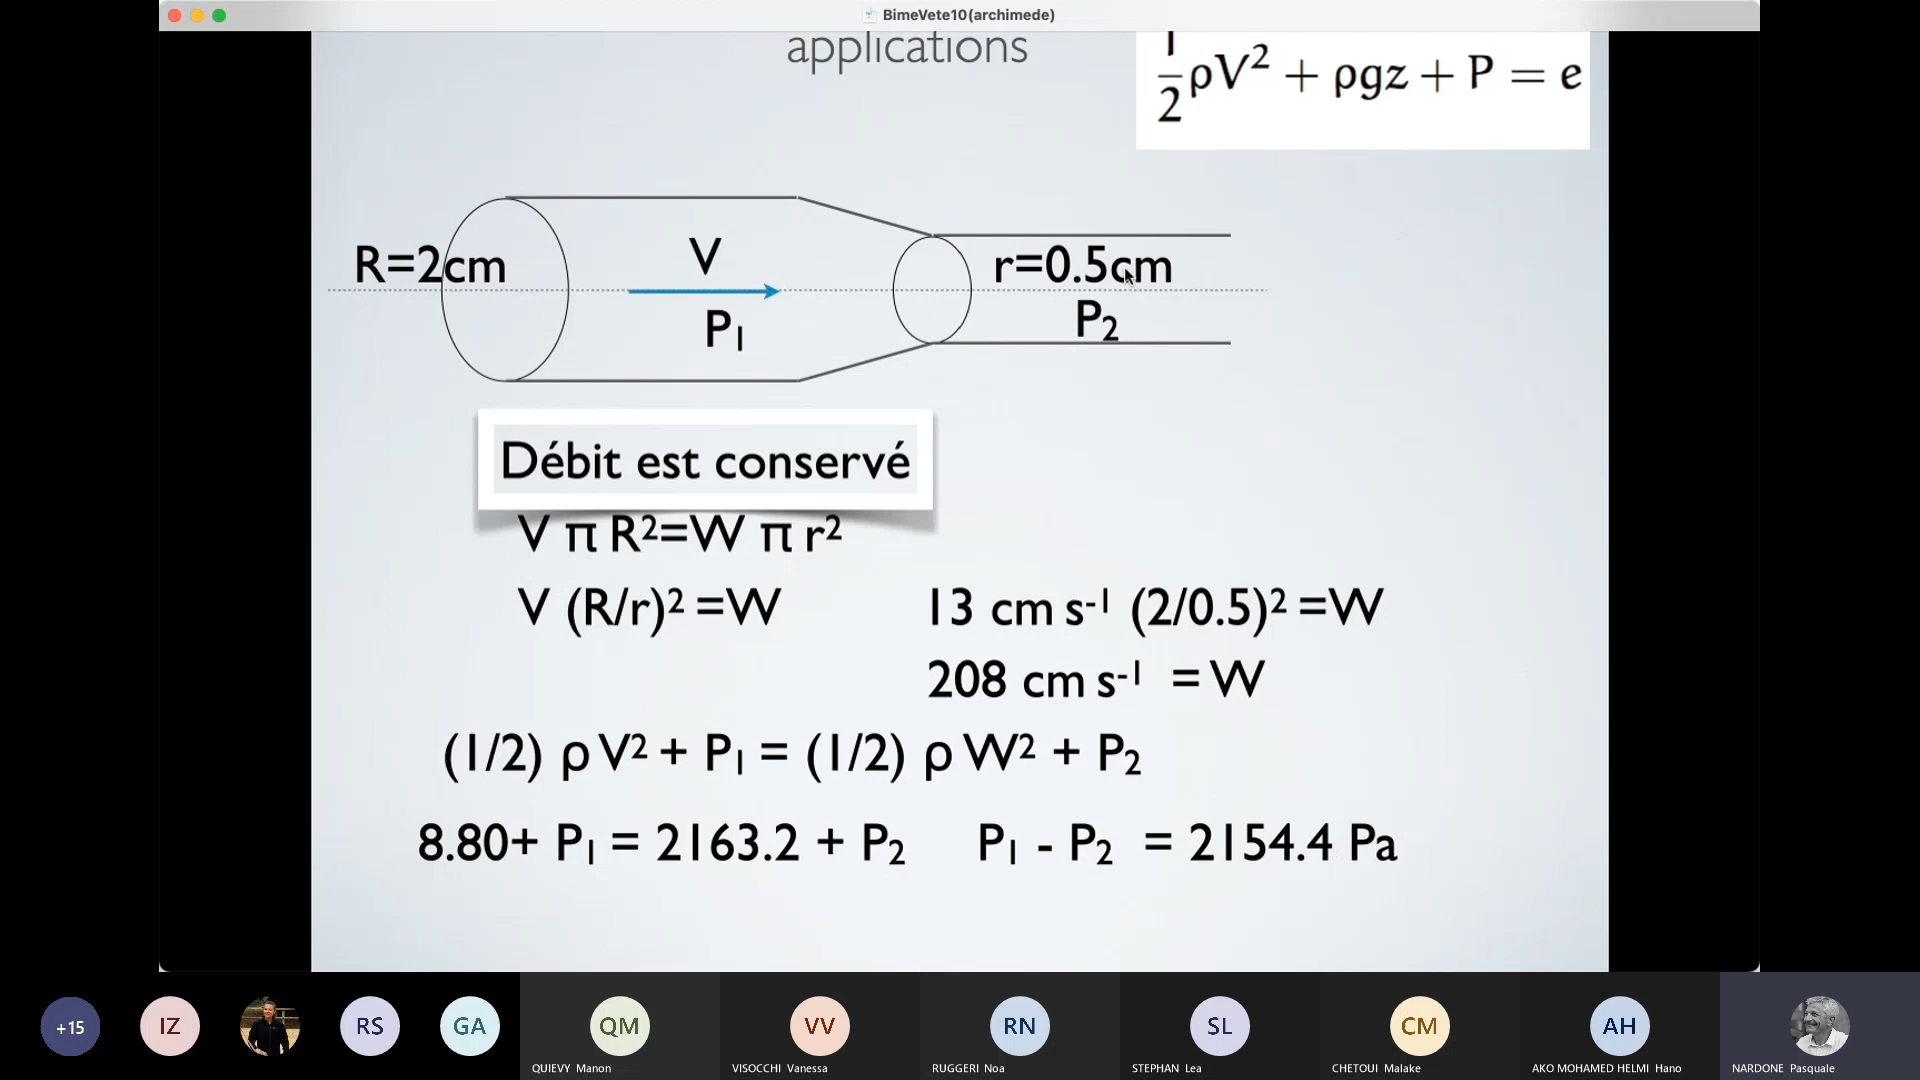 BimeVete10(archimede)
applications
1/2 ρV² + ρgz + P = e
R=2cm
V
r=0.5cm
P₁
P₂
Débit est conservé
V π R²=W π r²
V (R/r)² =W
13 cm s⁻¹ (2/0.5)² =W
208 cm s⁻¹ = W
(1/2) ρ V² + P₁ = (1/2) ρ W² + P₂
8.80+ P₁ = 2163.2 + P₂
P₁ - P₂ = 2154.4 Pa
+15
IZ
RS
GA
QM
VV
RN
SL
CM
AH
QUIEVY Manon
VISOCCHI Vanessa
RUGGERI Noa
STEPHAN Lea
CHETOUI Malake
AKO MOHAMED HELMI Hano
NARDONE Pasquale